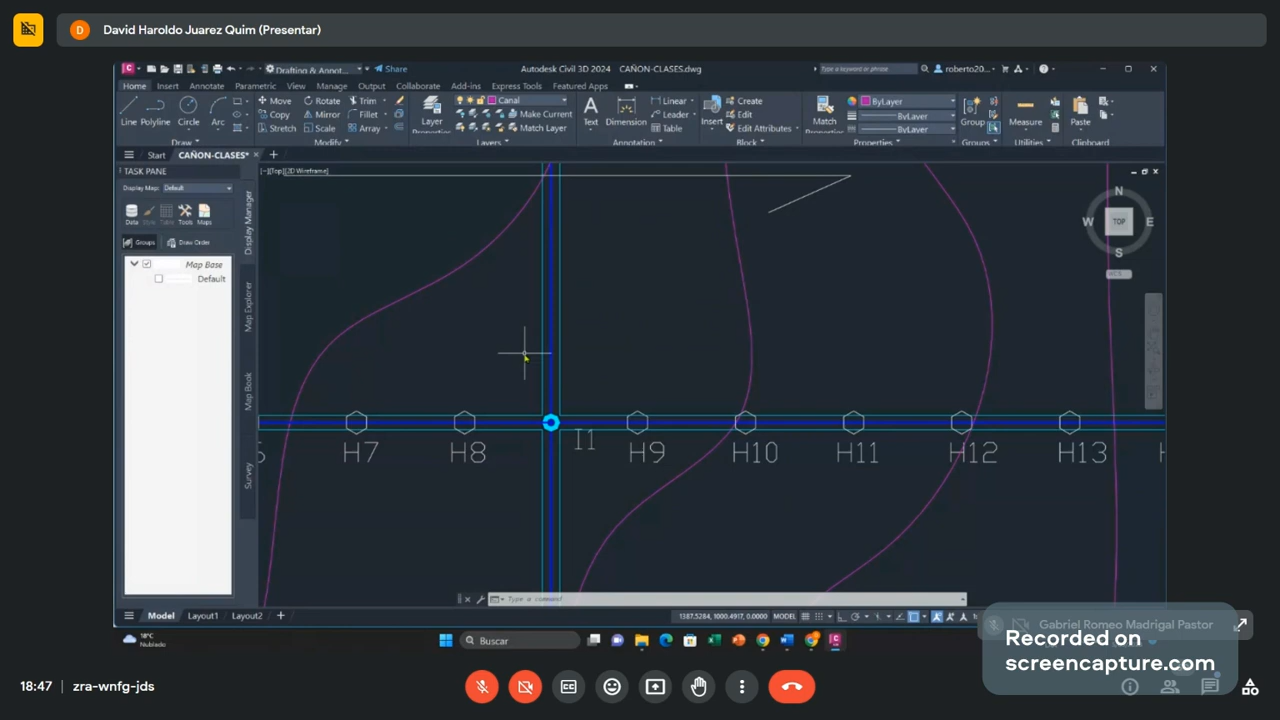 D David Haroldo Juarez Quim (Presentar)
Drafting & Annot... Share Autodesk Civil 3D 2024 CAÑON-CLASES.dwg Type a keyword or phrase roberto20...
Home Insert Annotate Parametric View Manage Output Collaborate Add-ins Express Tools Featured Apps
Line Polyline Circle Arc
Move Rotate Trim
Copy Mirror Fillet
Stretch Scale Array
Layer Properties
Canal
Make Current
Match Layer
Text Dimension
Linear
Leader
Table
Insert
Create
Edit
Edit Attributes
Match Properties
ByLayer
ByLayer
ByLayer
Group Measure Paste
Draw Modify Layers Annotation Block Properties Groups Utilities Clipboard
Start CAÑON-CLASES*
TASK PANE
Display Map: Default
Data Style Table Tools Maps
Groups Draw Order
Map Base
Default
Display Manager
Map Explorer
Map Book
Survey
[−][Top][2D Wireframe]
N
W TOP E
S
I1
H7 H8 H9 H10 H11 H12 H13 H
Type a command
Model Layout1 Layout2 1387.5284, 1000.4917, 0.0000 MODEL
18°C
Nublado
Buscar
Gabriel Romeo Madrigal Pastor
Recorded on
screencapture.com
18:47 zra-wnfg-jds